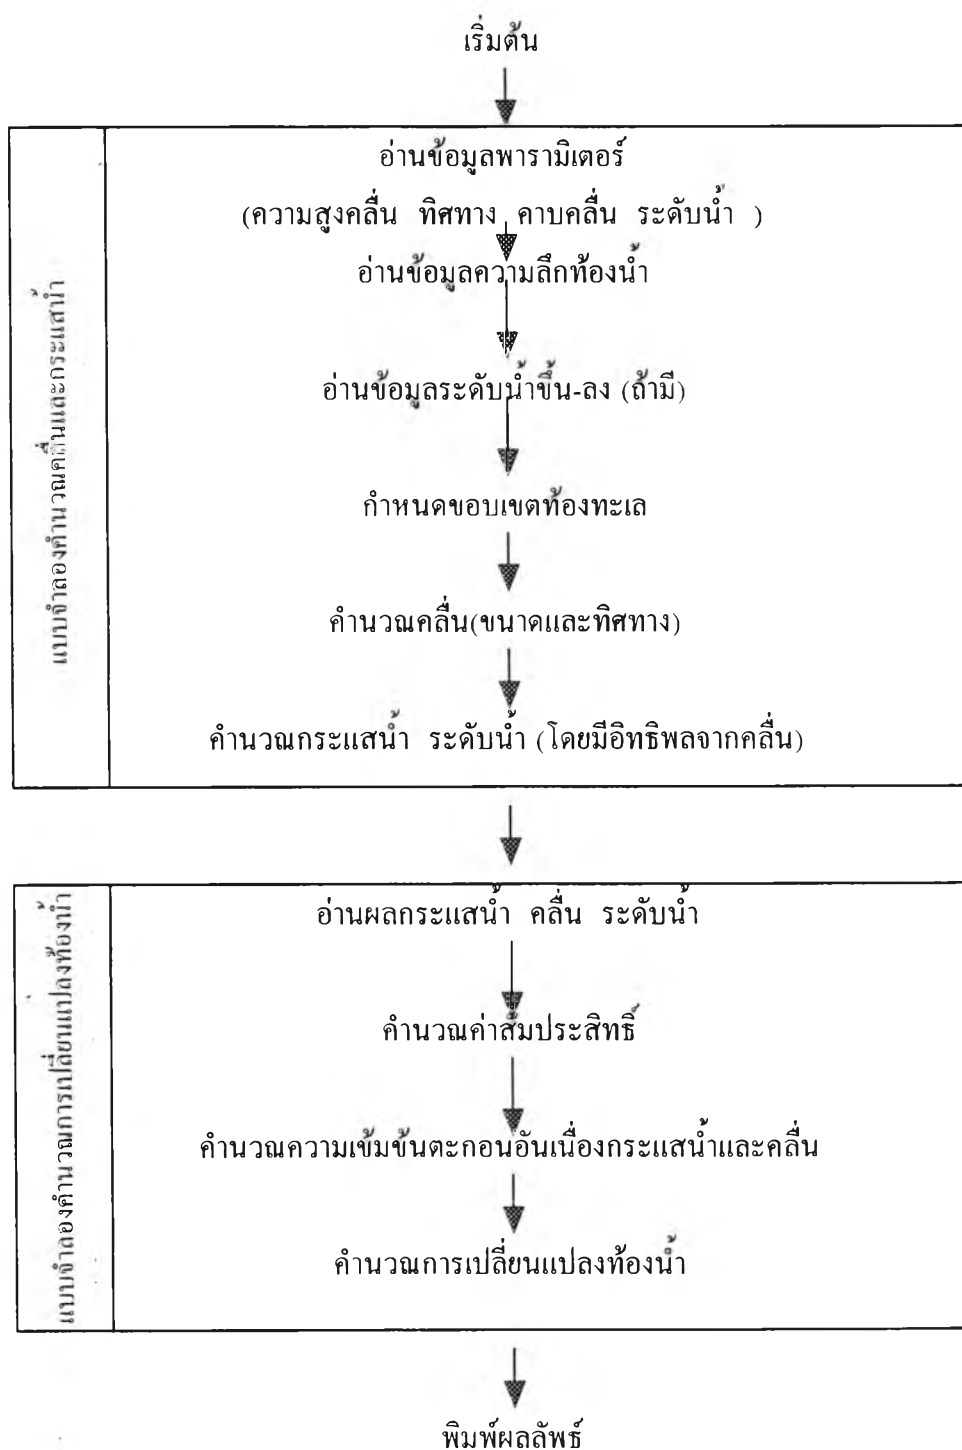 เริ่มต้น
แบบจำลองคำนวณคลื่นและกระแสน้ำ
อ่านข้อมูลพารามิเตอร์
(ความสูงคลื่น ทิศทาง คาบคลื่น ระดับน้ำ )
อ่านข้อมูลความลึกท้องน้ำ
อ่านข้อมูลระดับน้ำขึ้น-ลง (ถ้ามี)
กำหนดขอบเขตท้องทะเล
คำนวณคลื่น(ขนาดและทิศทาง)
คำนวณกระแสน้ำ ระดับน้ำ (โดยมีอิทธิพลจากคลื่น)
แบบจำลองคำนวณการเปลี่ยนแปลงท้องน้ำ
อ่านผลกระแสน้ำ คลื่น ระดับน้ำ
คำนวณค่าสัมประสิทธิ์
คำนวณความเข้มข้นตะกอนอันเนื่องกระแสน้ำและคลื่น
คำนวณการเปลี่ยนแปลงท้องน้ำ
พิมพ์ผลลัพธ์